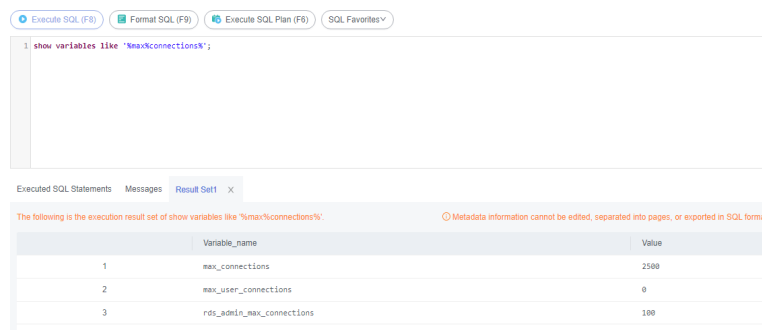 Execute SQL (F8) Format SQL (F9) Execute SQL Plan (F6) SQL Favorites
1 show variables like '%max%connections%';
Executed SQL Statements Messages Result Set1 X
The following is the execution result set of show variables like '%max%connections%'. Metadata information cannot be edited, separated into pages, or exported in SQL
Variable_name Value
1 max_connections 2500
2 max_user_connections 0
3 rds_admin_max_connections 100